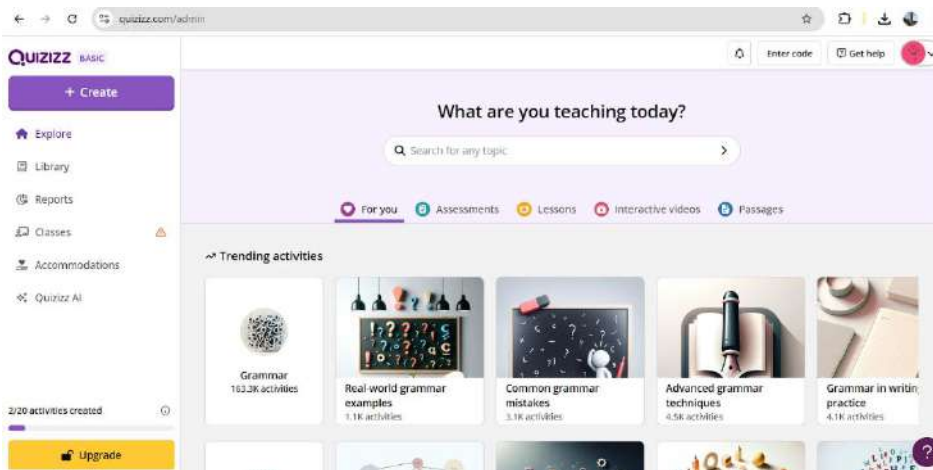 quizizz.com/admin
QUIZIZZ BASIC
Enter code
Get help
+ Create
Explore
Library
Reports
Classes
Accommodations
Quizizz AI
2/20 activities created
Upgrade
What are you teaching today?
Search for any topic
For you Assessments Lessons Interactive videos Passages
Trending activities
Grammar
163.3K activities
Real-world grammar
examples
1.1K activities
Common grammar
mistakes
3.1K activities
Advanced grammar
techniques
4.5K activities
Grammar in writing
practice
4.1K activities
?